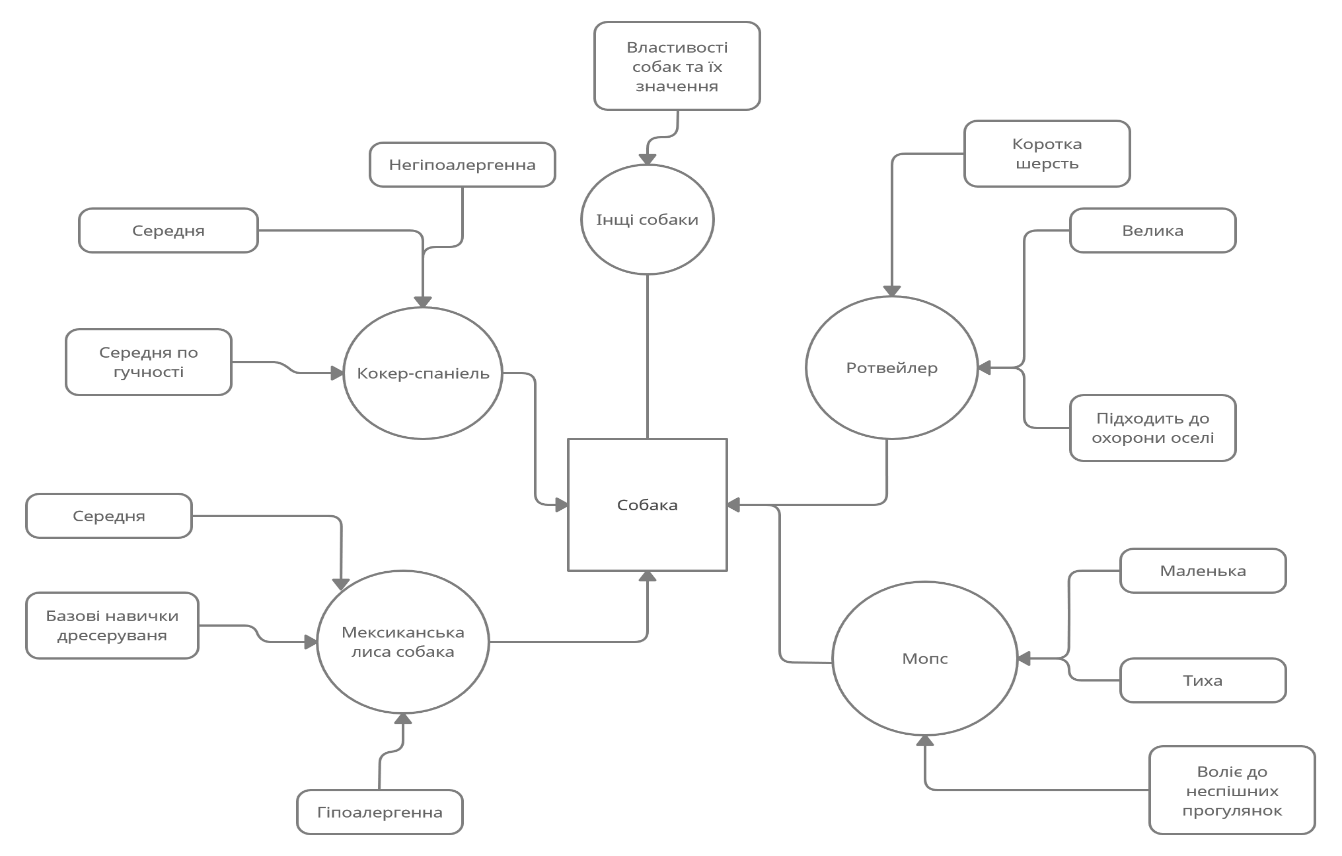 Властивості
собак та їх
значення
Негіпоалергенна
Коротка
шерсть
Середня
Інщі собаки
Велика
Середня по
гучності
Кокер-спаніель
Ротвейлер
Підходить до
охорони оселі
Середня
Собака
Базові навички
дресеруваня
Мексиканська
лиса собака
Мопс
Маленька
Тиха
Гіпоалергенна
Воліє до
неспішних
прогулянок